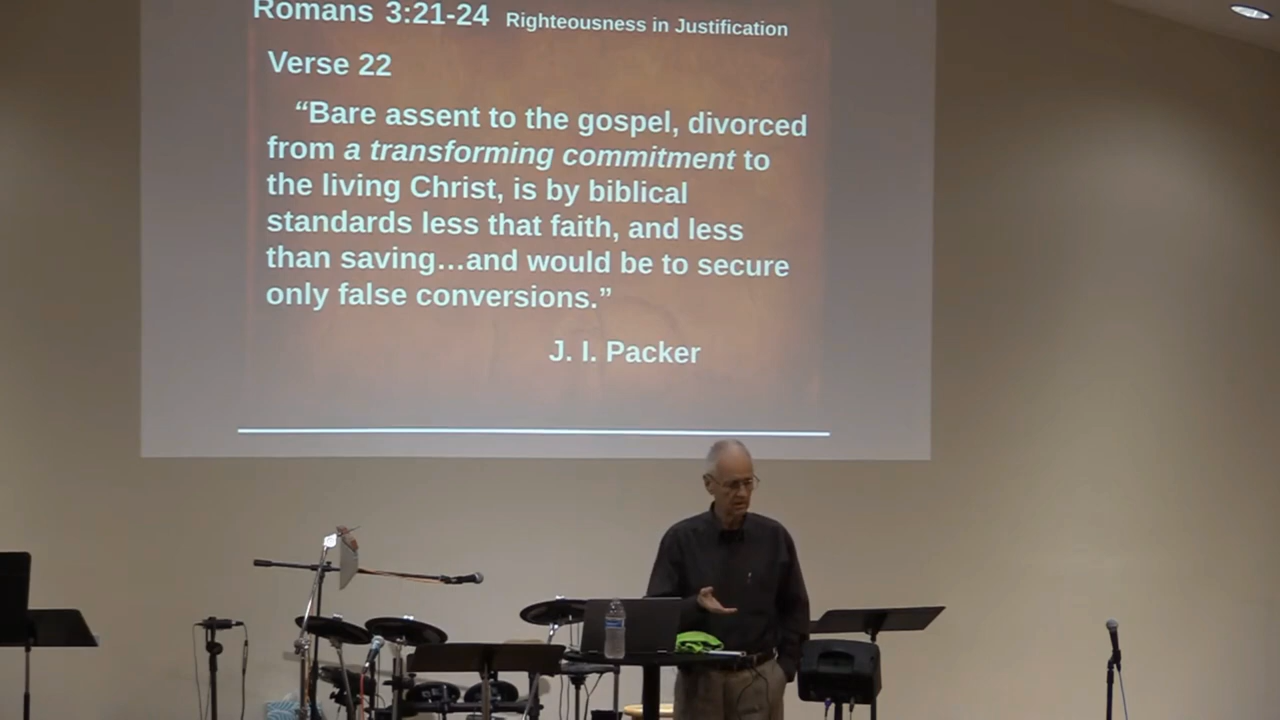 Romans 3:21-24 Righteousness in Justification
Verse 22
“Bare assent to the gospel, divorced
from a transforming commitment to
the living Christ, is by biblical
standards less that faith, and less
than saving…and would be to secure
only false conversions.”
J. I. Packer